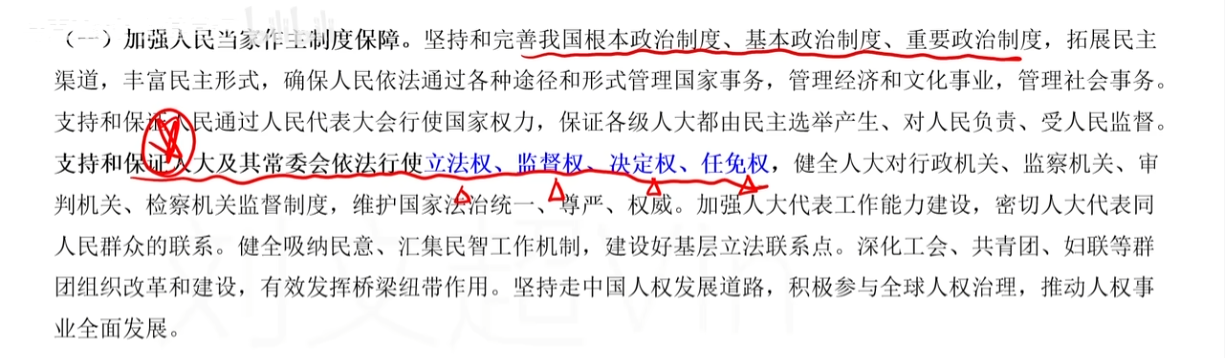 （一）加强人民当家作主制度保障。坚持和完善我国根本政治制度、基本政治制度、重要政治制度，拓展民主
渠道，丰富民主形式，确保人民依法通过各种途径和形式管理国家事务，管理经济和文化事业，管理社会事务。
支持和保证人民通过人民代表大会行使国家权力，保证各级人大都由民主选举产生、对人民负责、受人民监督。
支持和保证人大及其常委会依法行使立法权、监督权、决定权、任免权，健全人大对行政机关、监察机关、审
判机关、检察机关监督制度，维护国家法治统一、尊严、权威。加强人大代表工作能力建设，密切人大代表同
人民群众的联系。健全吸纳民意、汇集民智工作机制，建设好基层立法联系点。深化工会、共青团、妇联等群
团组织改革和建设，有效发挥桥梁纽带作用。坚持走中国人权发展道路，积极参与全球人权治理，推动人权事
业全面发展。